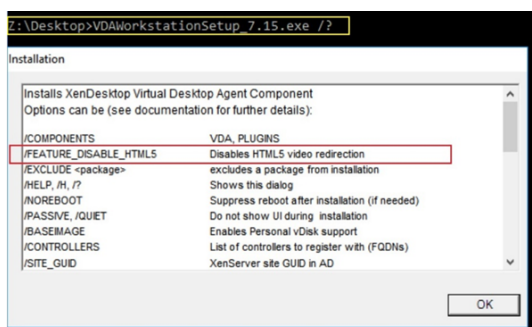 Z:\Desktop>VDAWorkstationSetup_7.15.exe /?
Installation
Installs XenDesktop Virtual Desktop Agent Component
Options can be (see documentation for further details):
/COMPONENTS VDA, PLUGINS
/FEATURE_DISABLE_HTML5 Disables HTML5 video redirection
/EXCLUDE <package> excludes a package from installation
/HELP, /H, /? Shows this dialog
/NOREBOOT Suppress reboot after installation (if needed)
/PASSIVE, /QUIET Do not show UI during installation
/BASEIMAGE Enables Personal vDisk support
/CONTROLLERS List of controllers to register with (FQDNs)
/SITE_GUID XenServer site GUID in AD
OK